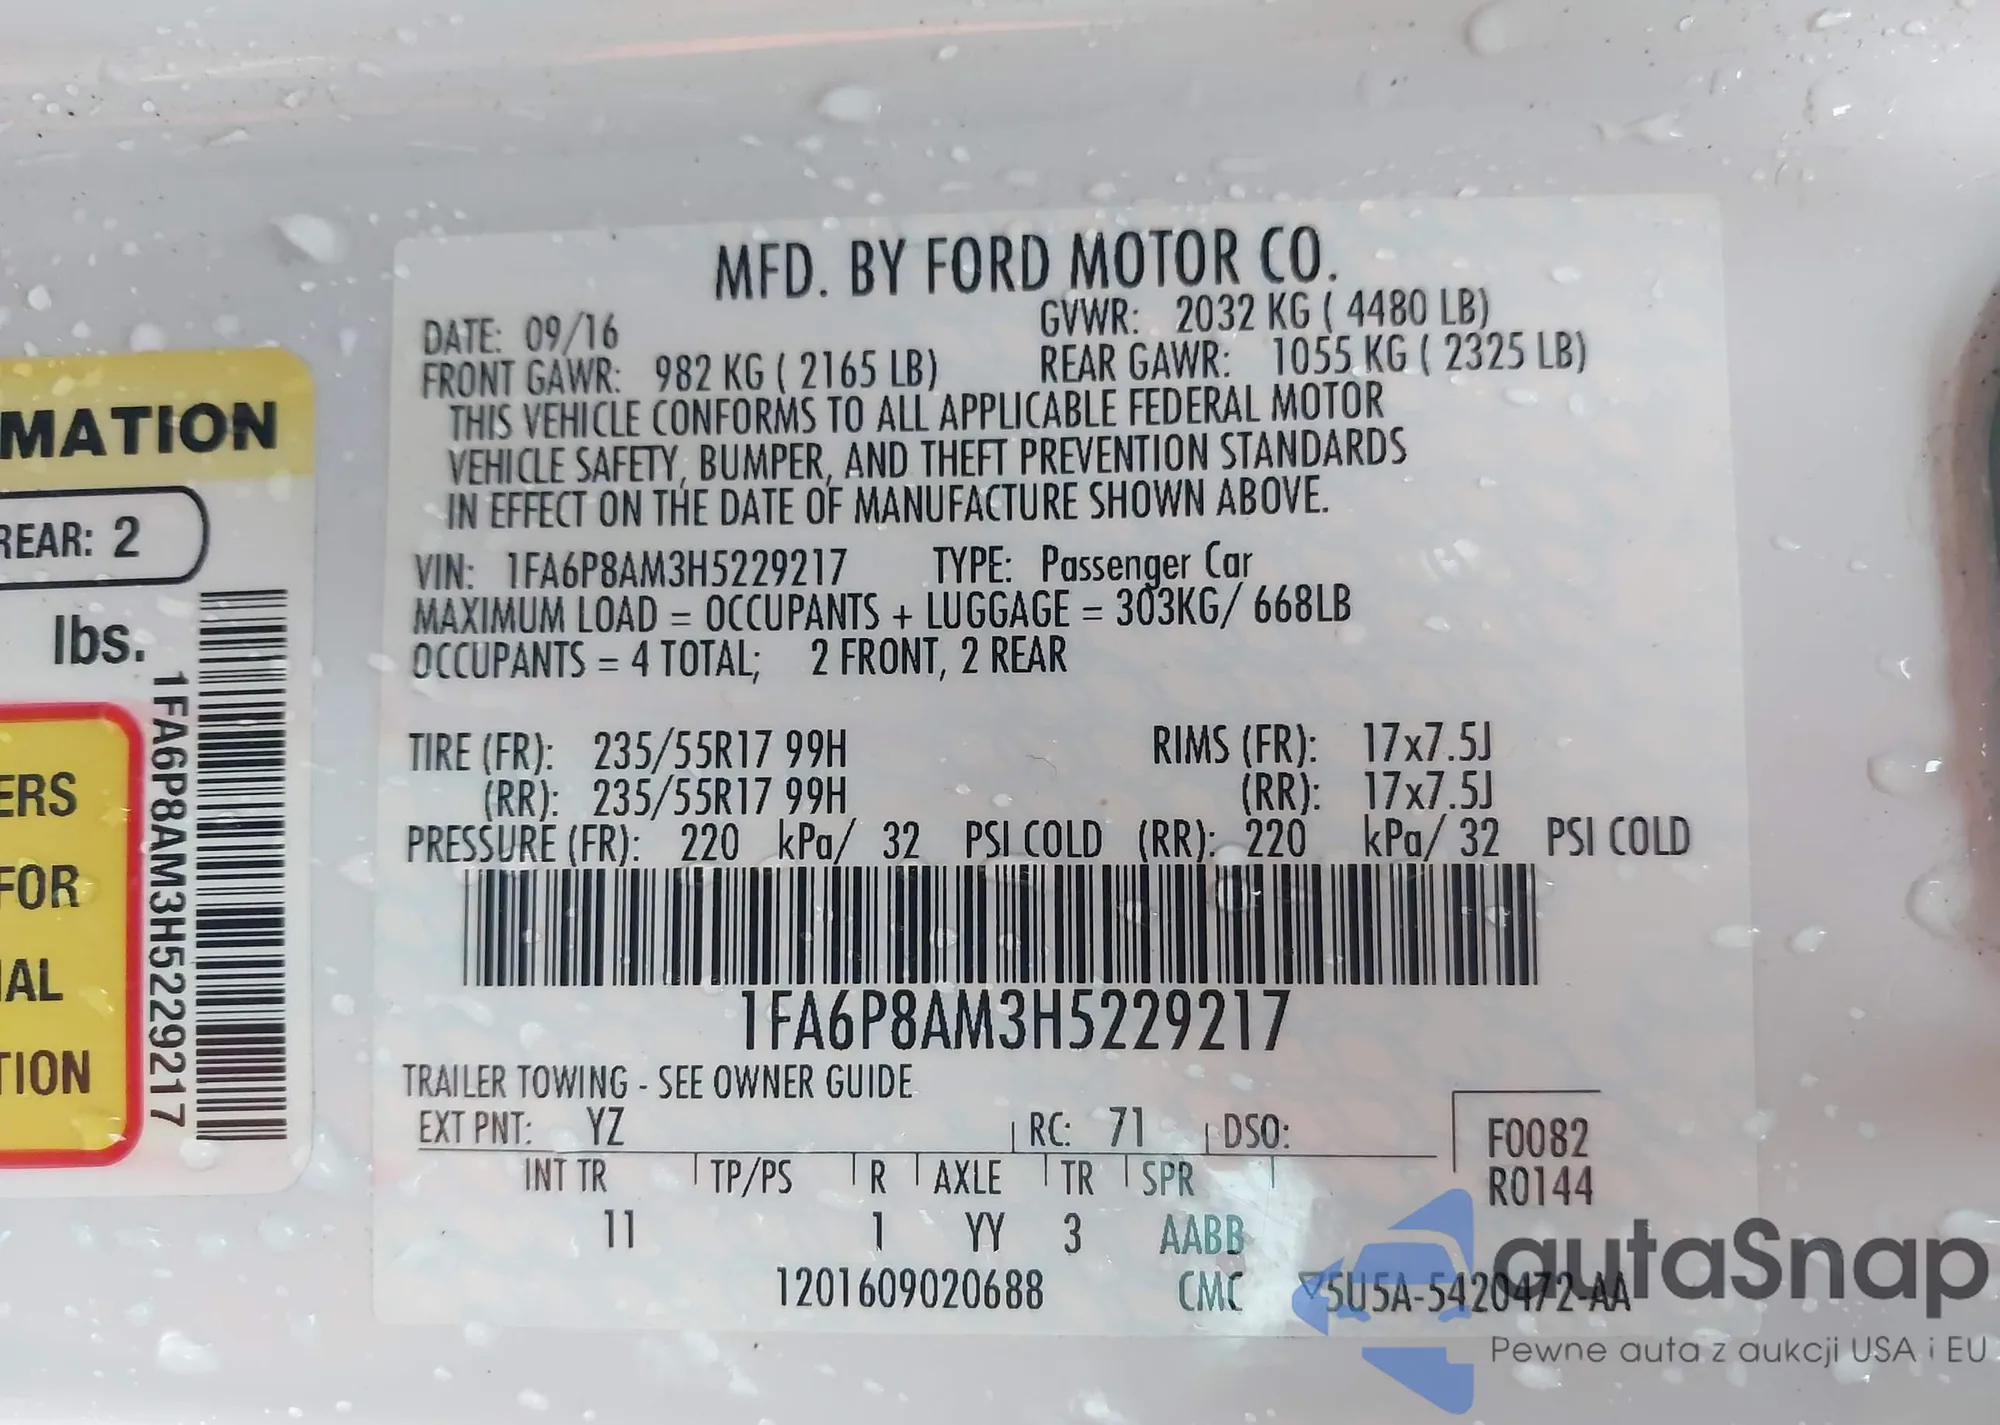 MATION
REAR: 2
lbs.
ERS
FOR
IAL
TION
1FA6P8AM3H5229217
MFD. BY FORD MOTOR CO.
DATE: 09/16 GVWR: 2032 KG ( 4480 LB)
FRONT GAWR: 982 KG ( 2165 LB) REAR GAWR: 1055 KG ( 2325 LB)
THIS VEHICLE CONFORMS TO ALL APPLICABLE FEDERAL MOTOR
VEHICLE SAFETY, BUMPER, AND THEFT PREVENTION STANDARDS
IN EFFECT ON THE DATE OF MANUFACTURE SHOWN ABOVE.
VIN: 1FA6P8AM3H5229217 TYPE: Passenger Car
MAXIMUM LOAD = OCCUPANTS + LUGGAGE = 303KG/ 668LB
OCCUPANTS = 4 TOTAL; 2 FRONT, 2 REAR
TIRE (FR): 235/55R17 99H RIMS (FR): 17x7.5J
(RR): 235/55R17 99H (RR): 17x7.5J
PRESSURE (FR): 220 kPa/ 32 PSI COLD (RR): 220 kPa/ 32 PSI COLD
1FA6P8AM3H5229217
TRAILER TOWING - SEE OWNER GUIDE
EXT PNT: YZ RC: 71 DSO: F0082
INT TR TP/PS R AXLE TR SPR R0144
11 1 YY 3 AABB
1201609020688 CMC 5U5A-5420472-AA
autaSnap
Pewne auta z aukcji USA i EU